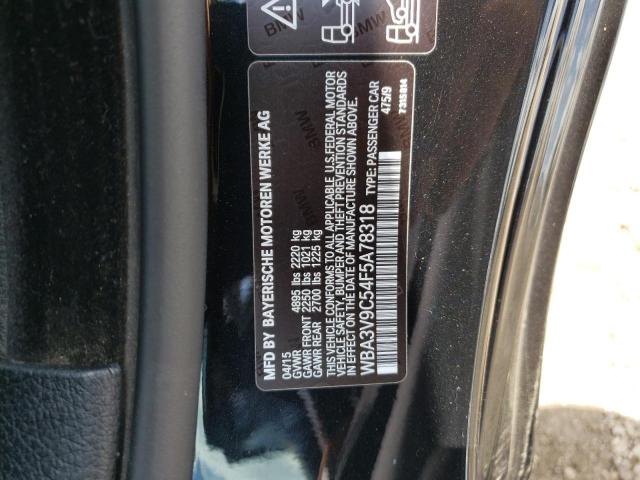 BMW
BMW
MFD BY BAYERISCHE MOTOREN WERKE AG
04/15
GVWR 4895 lbs 2220 kg
GAWR FRONT 2250 lbs 1021 kg
GAWR REAR 2700 lbs 1225 kg
THIS VEHICLE CONFORMS TO ALL APPLICABLE U.S.FEDERAL MOTOR
VEHICLE SAFETY, BUMPER AND THEFT PREVENTION STANDARDS
IN EFFECT ON THE DATE OF MANUFACTURE SHOWN ABOVE.
WBA3V9C54F5A78318 TYPE: PASSENGER CAR
475/9
7315814